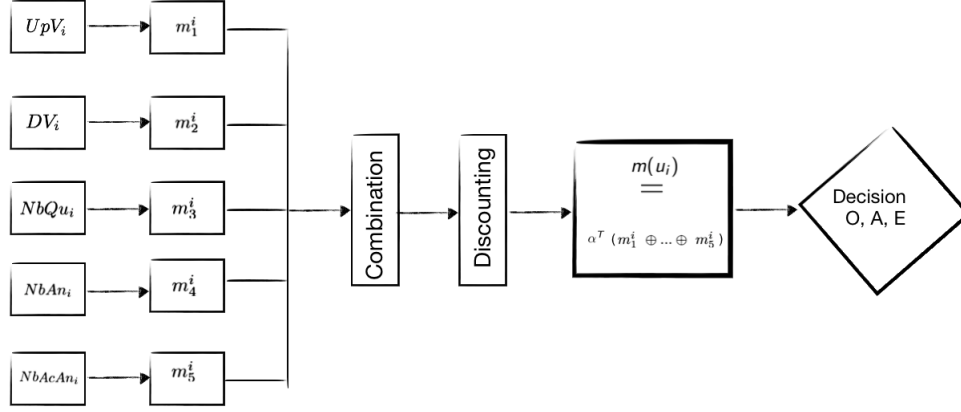 UpV_i
m_1^i
DV_i
m_2^i
NbQu_i
m_3^i
NbAn_i
m_4^i
NbAcAn_i
m_5^i
Combination
Discounting
m(u_i)
=
α^T (m_1^i ⊕ ... ⊕ m_5^i)
Decision
O, A, E